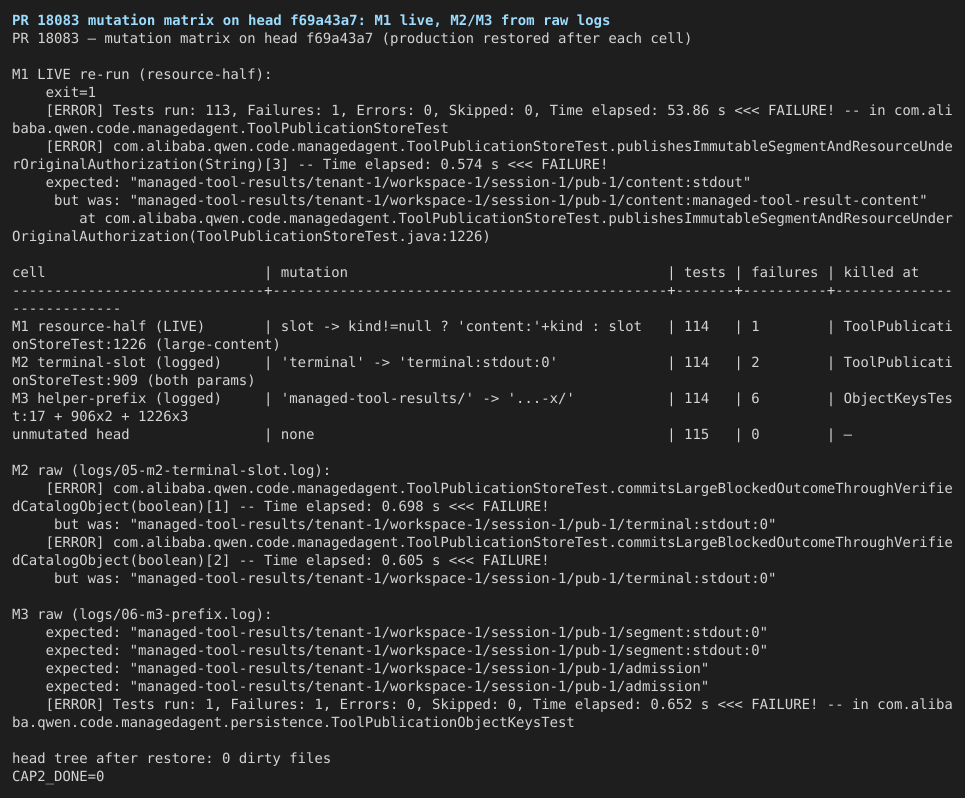 PR 18083 mutation matrix on head f69a43a7: M1 live, M2/M3 from raw logs
PR 18083 — mutation matrix on head f69a43a7 (production restored after each cell)
M1 LIVE re-run (resource-half):
    exit=1
    [ERROR] Tests run: 113, Failures: 1, Errors: 0, Skipped: 0, Time elapsed: 53.86 s <<< FAILURE! -- in com.ali
baba.qwen.code.managedagent.ToolPublicationStoreTest
    [ERROR] com.alibaba.qwen.code.managedagent.ToolPublicationStoreTest.publishesImmutableSegmentAndResourceUnde
rOriginalAuthorization(String)[3] -- Time elapsed: 0.574 s <<< FAILURE!
    expected: "managed-tool-results/tenant-1/workspace-1/session-1/pub-1/content:stdout"
     but was: "managed-tool-results/tenant-1/workspace-1/session-1/pub-1/content:managed-tool-result-content"
        at com.alibaba.qwen.code.managedagent.ToolPublicationStoreTest.publishesImmutableSegmentAndResourceUnder
OriginalAuthorization(ToolPublicationStoreTest.java:1226)
cell                          | mutation                                      | tests | failures | killed at
------------------------------+-----------------------------------------------+-------+----------+--------------
-------------
M1 resource-half (LIVE)       | slot -> kind!=null ? 'content:'+kind : slot   | 114   | 1        | ToolPublicati
onStoreTest:1226 (large-content)
M2 terminal-slot (logged)     | 'terminal' -> 'terminal:stdout:0'             | 114   | 2        | ToolPublicati
onStoreTest:909 (both params)
M3 helper-prefix (logged)     | 'managed-tool-results/' -> '...-x/'           | 114   | 6        | ObjectKeysTes
t:17 + 906x2 + 1226x3
unmutated head                | none                                          | 115   | 0        | —
M2 raw (logs/05-m2-terminal-slot.log):
    [ERROR] com.alibaba.qwen.code.managedagent.ToolPublicationStoreTest.commitsLargeBlockedOutcomeThroughVerifie
dCatalogObject(boolean)[1] -- Time elapsed: 0.698 s <<< FAILURE!
     but was: "managed-tool-results/tenant-1/workspace-1/session-1/pub-1/terminal:stdout:0"
    [ERROR] com.alibaba.qwen.code.managedagent.ToolPublicationStoreTest.commitsLargeBlockedOutcomeThroughVerifie
dCatalogObject(boolean)[2] -- Time elapsed: 0.605 s <<< FAILURE!
     but was: "managed-tool-results/tenant-1/workspace-1/session-1/pub-1/terminal:stdout:0"
M3 raw (logs/06-m3-prefix.log):
    expected: "managed-tool-results/tenant-1/workspace-1/session-1/pub-1/segment:stdout:0"
    expected: "managed-tool-results/tenant-1/workspace-1/session-1/pub-1/segment:stdout:0"
    expected: "managed-tool-results/tenant-1/workspace-1/session-1/pub-1/admission"
    expected: "managed-tool-results/tenant-1/workspace-1/session-1/pub-1/admission"
    [ERROR] Tests run: 1, Failures: 1, Errors: 0, Skipped: 0, Time elapsed: 0.652 s <<< FAILURE! -- in com.aliba
ba.qwen.code.managedagent.persistence.ToolPublicationObjectKeysTest
head tree after restore: 0 dirty files
CAP2_DONE=0